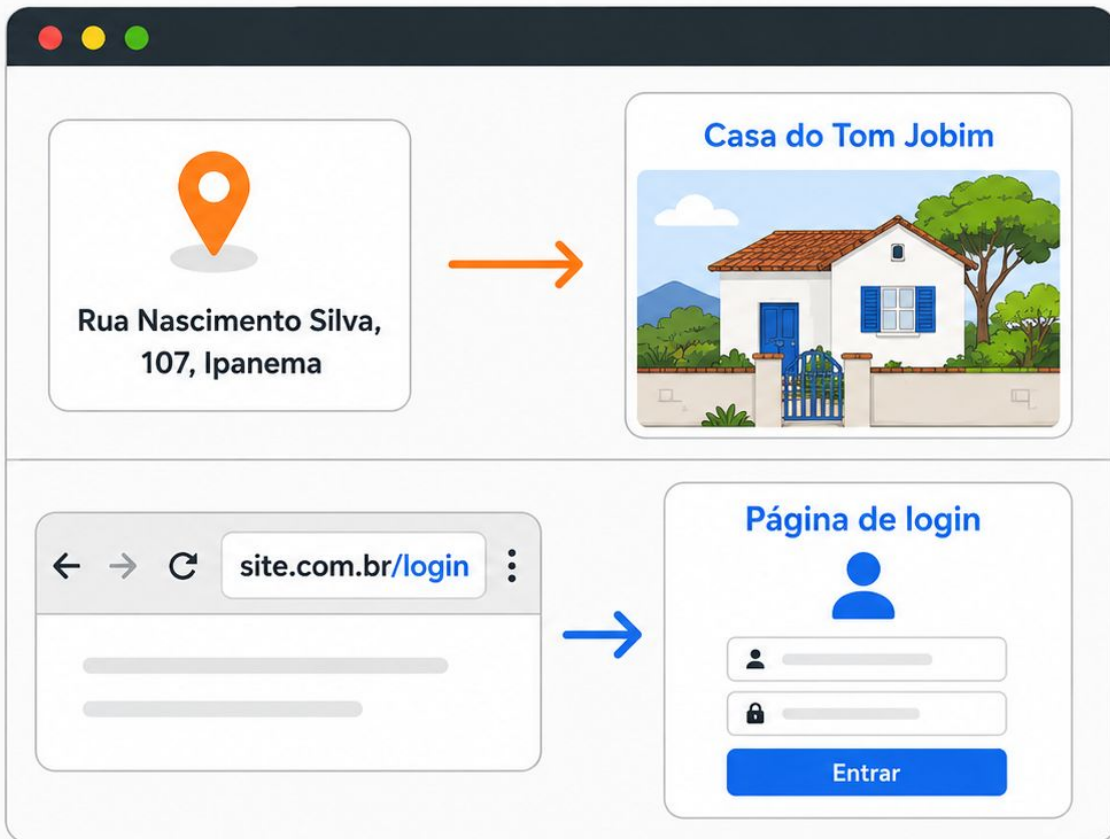 Rua Nascimento Silva,
107, Ipanema
Casa do Tom Jobim
site.com.br/login
Página de login
Entrar